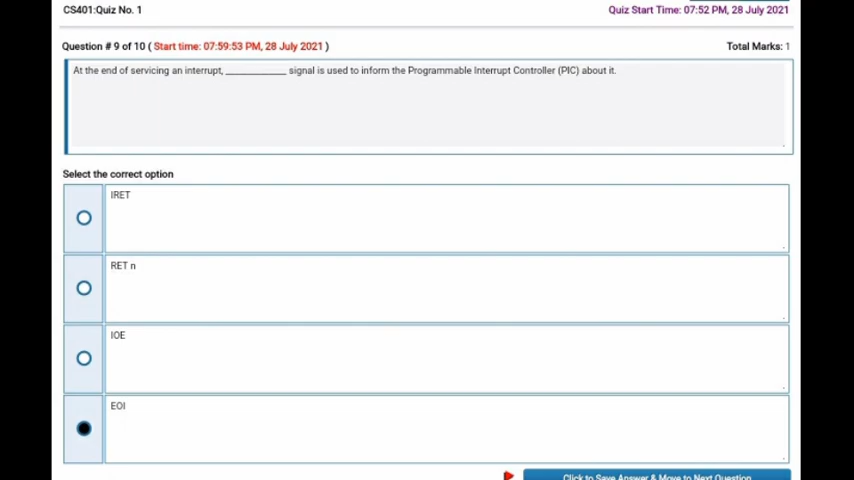 CS401:Quiz No. 1
Quiz Start Time: 07:52 PM, 28 July 2021
Question # 9 of 10 ( Start time: 07:59:53 PM, 28 July 2021 )
Total Marks: 1
At the end of servicing an interrupt, ______________ signal is used to inform the Programmable Interrupt Controller (PIC) about it.
Select the correct option
IRET
RET n
IOE
EOI
Click to Save Answer & Move to Next Question